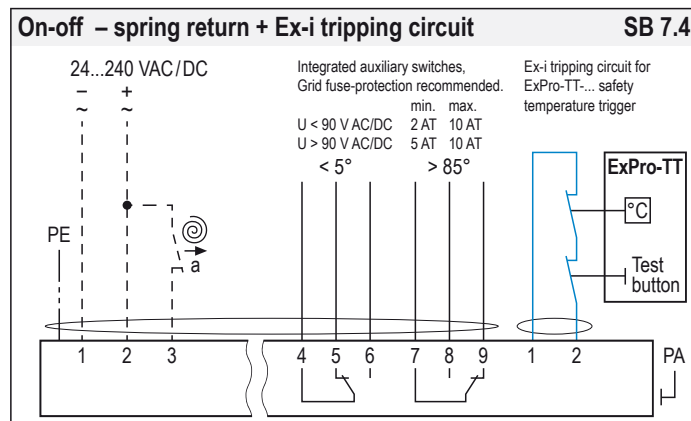 On-off – spring return + Ex-i tripping circuit SB 7.4
24...240 VAC/DC
– +
~ ~
Integrated auxiliary switches,
Grid fuse-protection recommended.
min. max.
U < 90 V AC/DC 2 AT 10 AT
U > 90 V AC/DC 5 AT 10 AT
< 5° > 85°
Ex-i tripping circuit for
ExPro-TT-... safety
temperature trigger
ExPro-TT
°C
Test
button
PE
a
1 2 3 4 5 6 7 8 9 1 2 PA